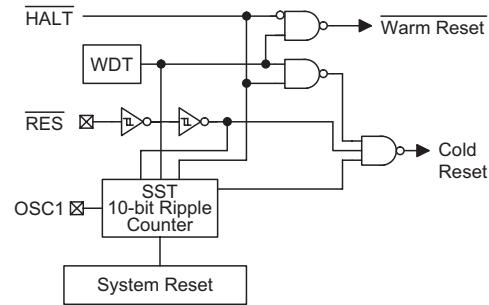 HALT
Warm Reset
WDT
RES
Cold
Reset
SST
10-bit Ripple
Counter
OSC1
System Reset